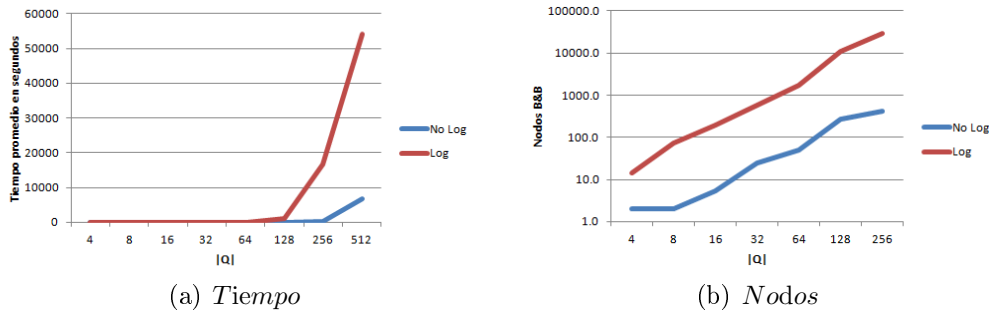 60000
50000
40000
30000
20000
10000
0
Tiempo promedio en segundos
4 8 16 32 64 128 256 512
|Q|
No Log
Log
(a) Tiempo
100000.0
10000.0
1000.0
100.0
10.0
1.0
Nodos B&B
4 8 16 32 64 128 256
|Q|
No Log
Log
(b) Nodos